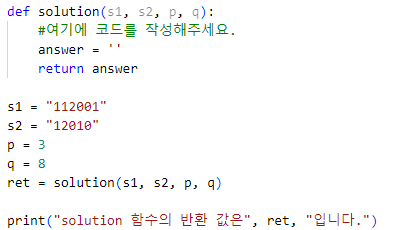 def solution(s1, s2, p, q):
    #여기에 코드를 작성해주세요.
    answer = ''
    return answer

s1 = "112001"
s2 = "12010"
p = 3
q = 8
ret = solution(s1, s2, p, q)

print("solution 함수의 반환 값은", ret, "입니다.")